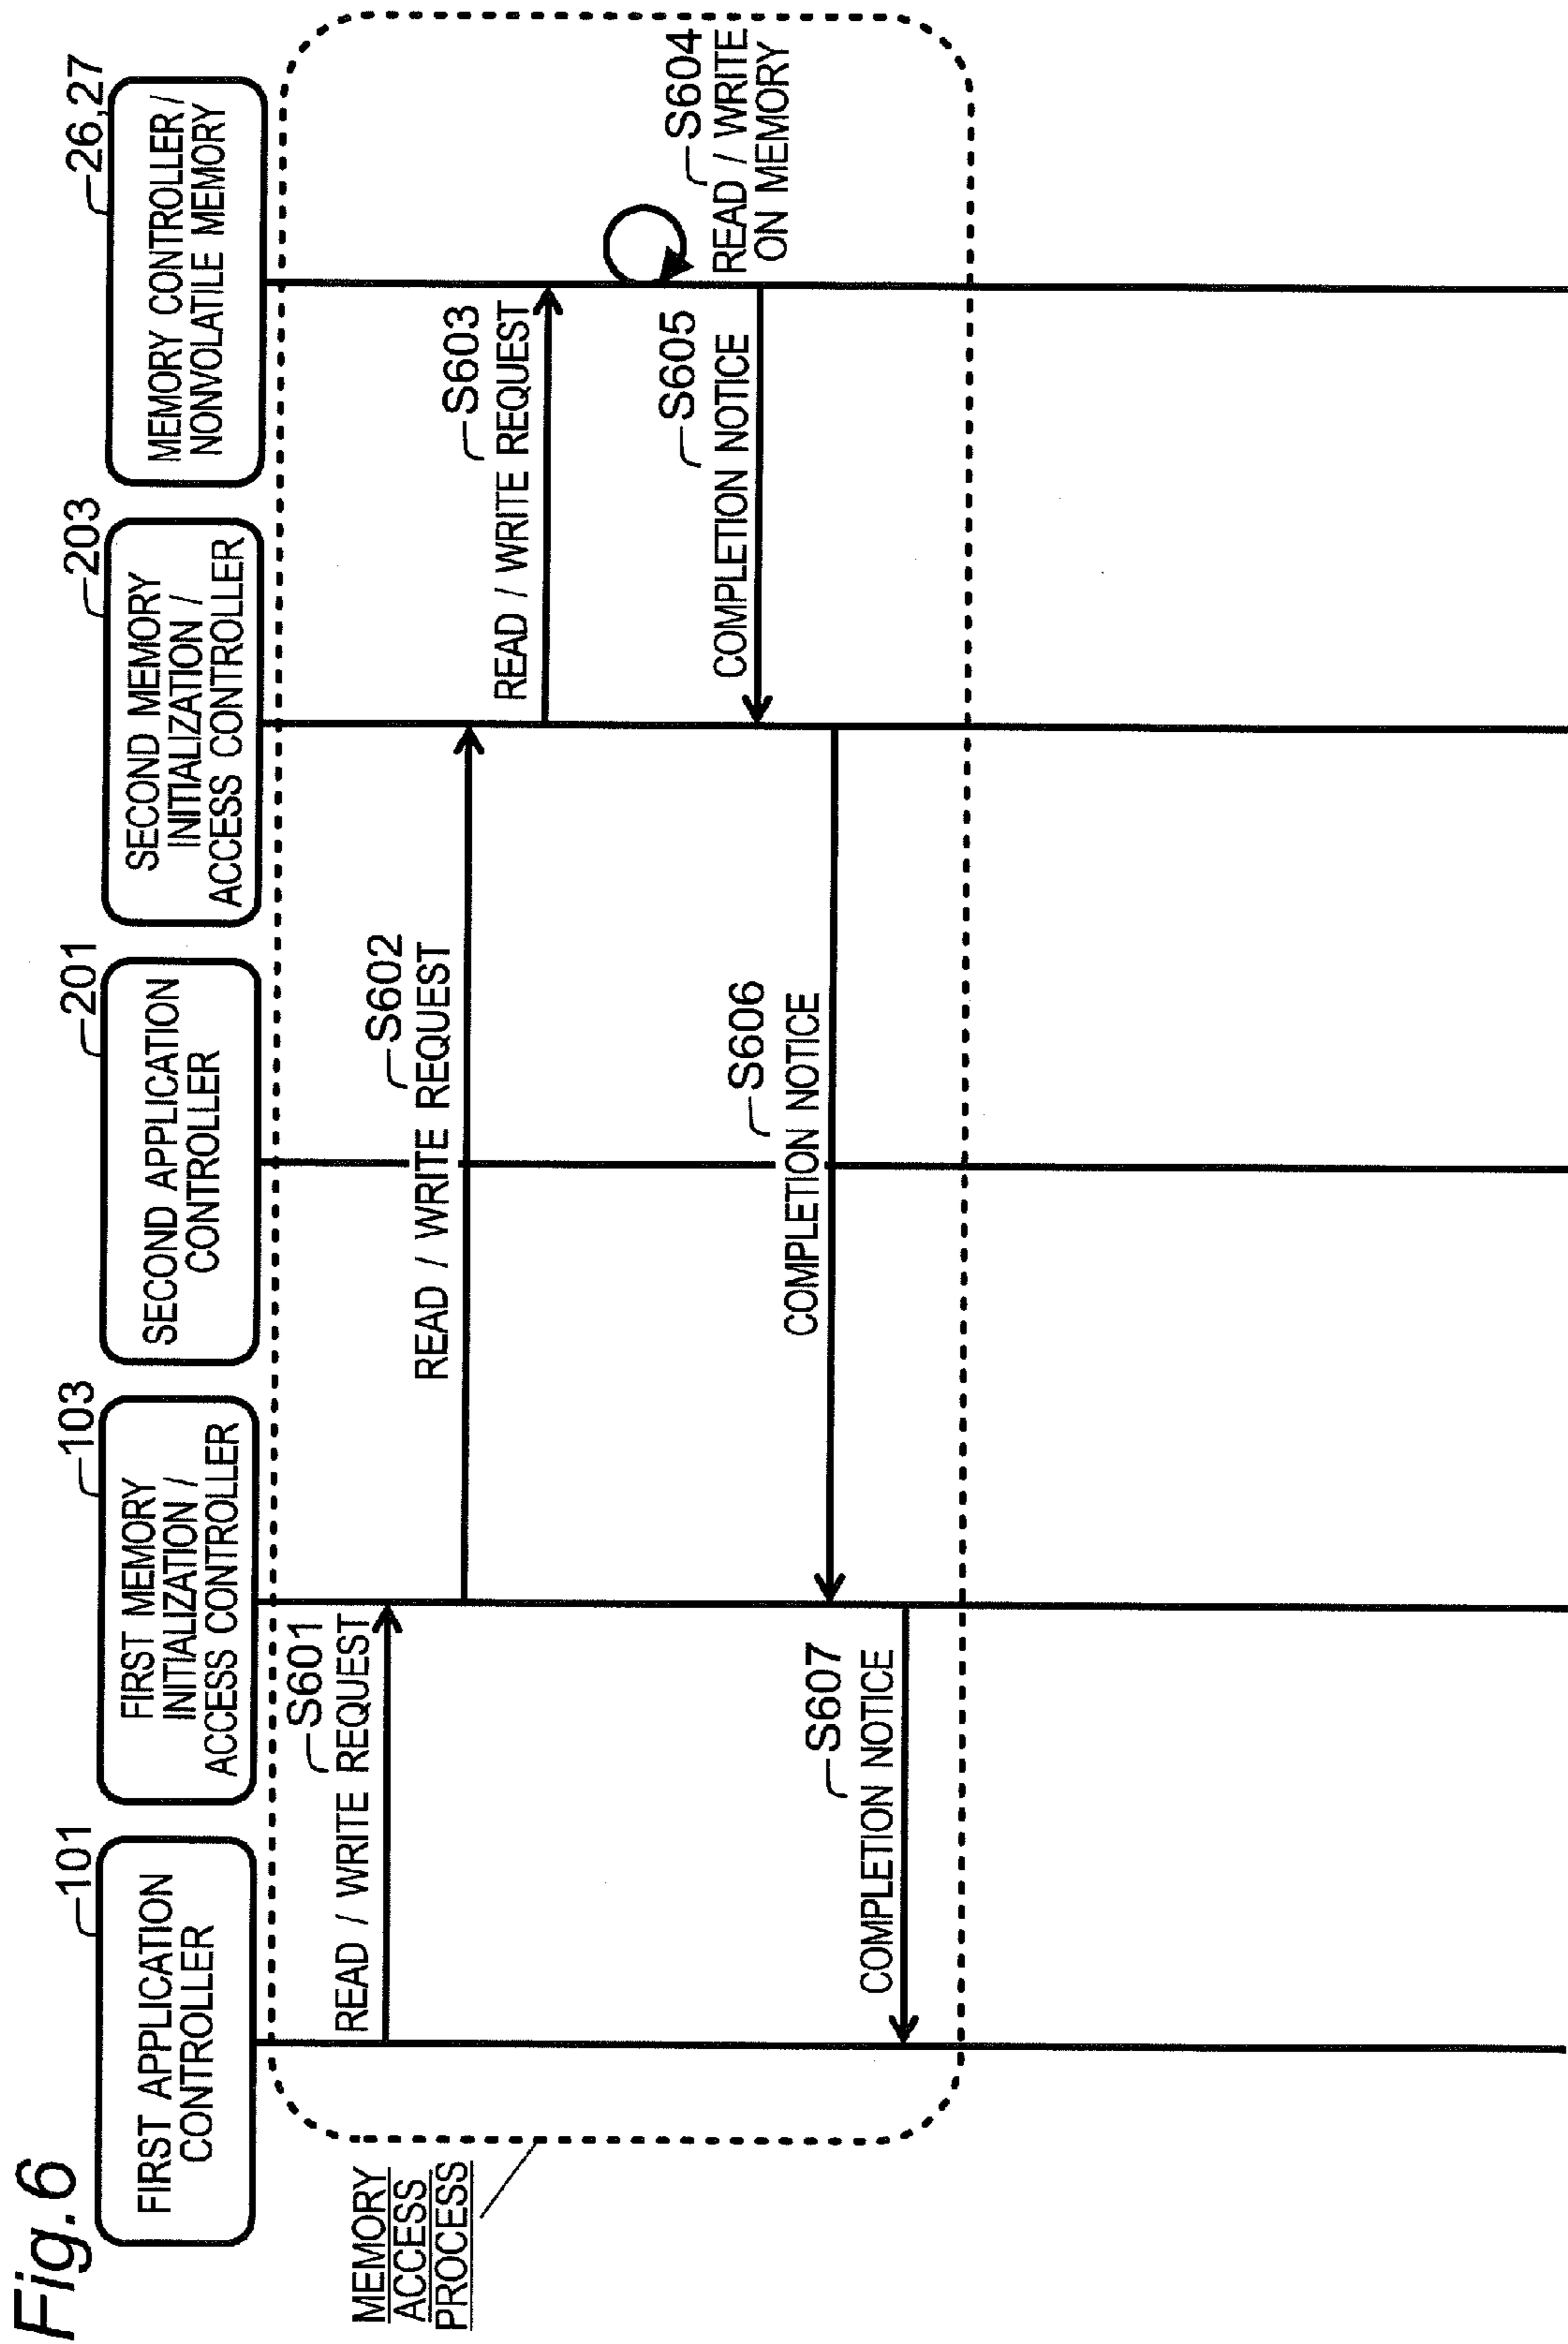 Fig.6
101
FIRST APPLICATION
CONTROLLER
103
FIRST MEMORY
INITIALIZATION /
ACCESS CONTROLLER
201
SECOND APPLICATION
CONTROLLER
203
SECOND MEMORY
INITIALIZATION /
ACCESS CONTROLLER
26,27
MEMORY CONTROLLER /
NONVOLATILE MEMORY
MEMORY
ACCESS
PROCESS
S601
READ / WRITE REQUEST
S602
READ / WRITE REQUEST
S603
READ / WRITE REQUEST
S604
READ / WRITE
ON MEMORY
S605
COMPLETION NOTICE
S606
COMPLETION NOTICE
S607
COMPLETION NOTICE